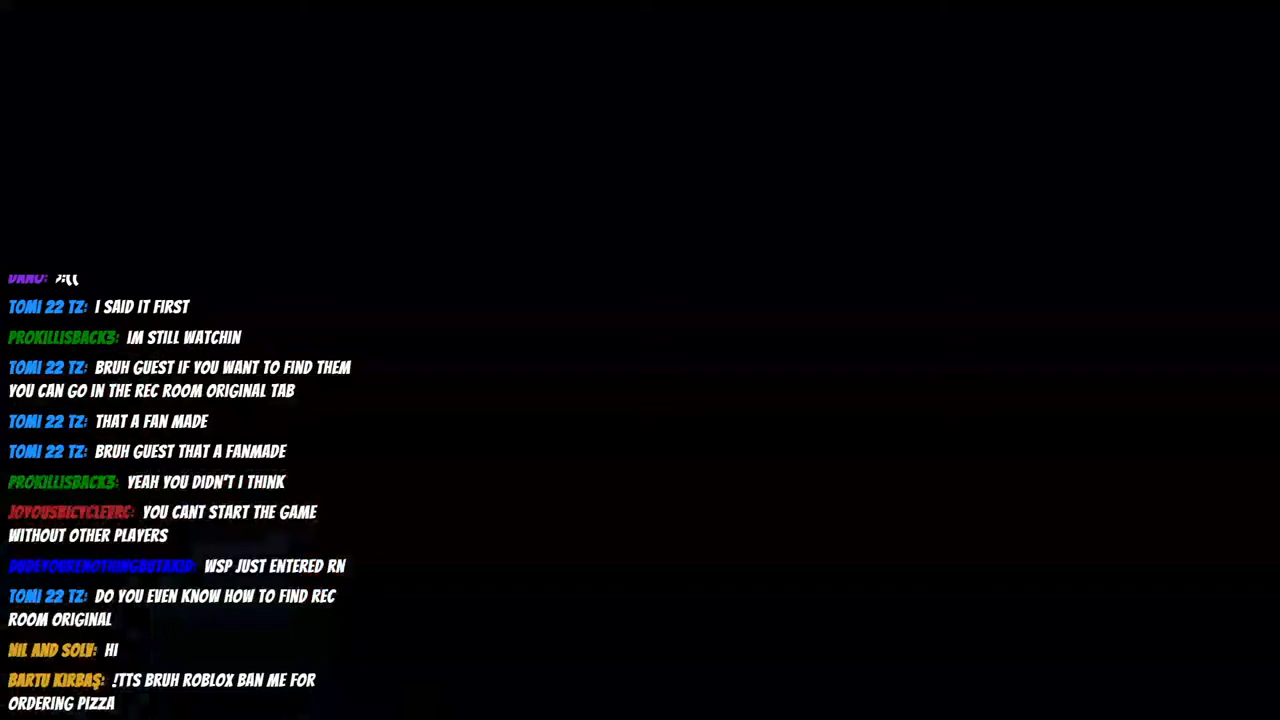 DANO: >:((
TOMI 22 TZ: I SAID IT FIRST
PROKILLISBACK3: IM STILL WATCHIN
TOMI 22 TZ: BRUH GUEST IF YOU WANT TO FIND THEM
YOU CAN GO IN THE REC ROOM ORIGINAL TAB
TOMI 22 TZ: THAT A FAN MADE
TOMI 22 TZ: BRUH GUEST THAT A FANMADE
PROKILLISBACK3: YEAH YOU DIDN'T I THINK
JOYOUSBICYCLEVRC: YOU CANT START THE GAME
WITHOUT OTHER PLAYERS
DUDEYOURENOTHINGBUTAKID: WSP JUST ENTERED RN
TOMI 22 TZ: DO YOU EVEN KNOW HOW TO FIND REC
ROOM ORIGINAL
NIL AND SOLV: HI
BARTU KIRBAŞ: !TTS BRUH ROBLOX BAN ME FOR
ORDERING PIZZA